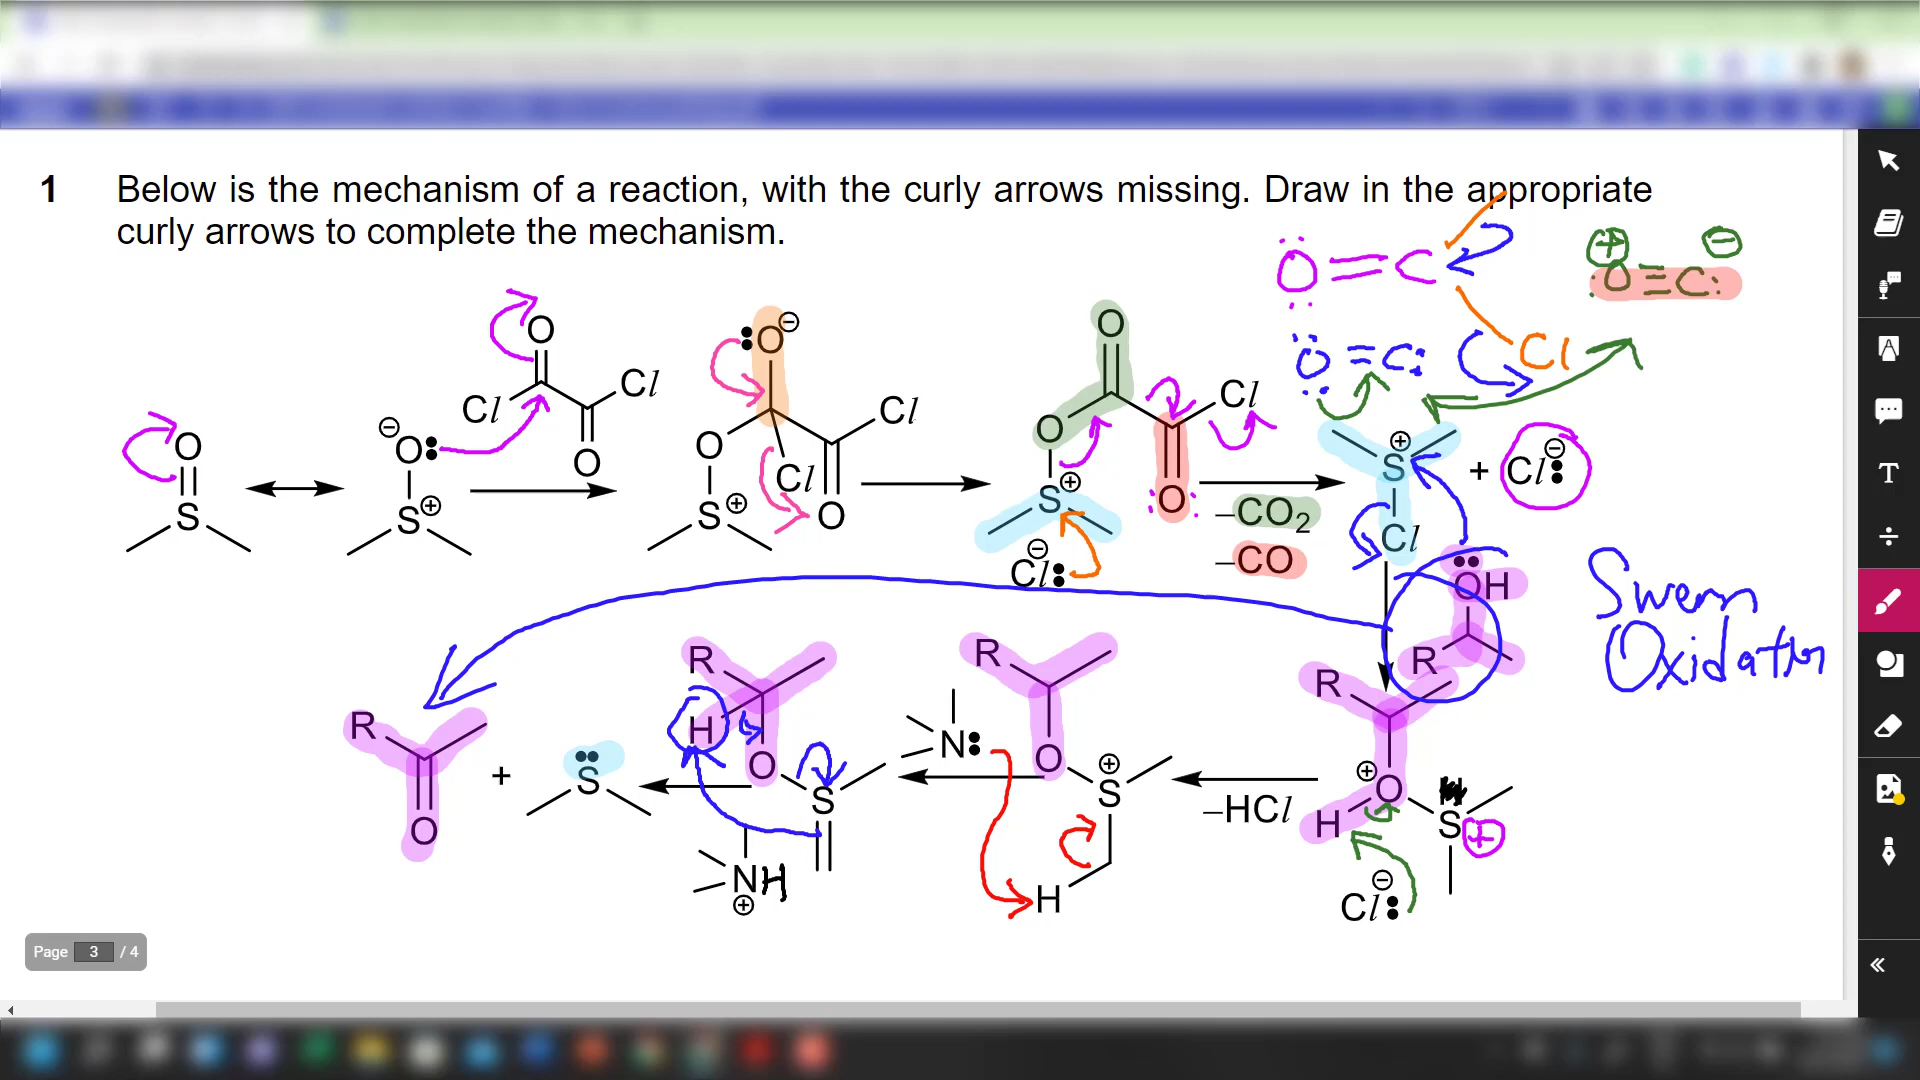 1 Below is the mechanism of a reaction, with the curly arrows missing. Draw in the appropriate
curly arrows to complete the mechanism.
O=C
⊕ ⊖
O≡C:
O=C: Cl
O
S
⊖
O:
S⊕
O
Cl Cl
O
:O⊖
O Cl Cl
S⊕ O
O
O Cl
S⊕ O
Cl:⊖
–CO2
–CO
S⊕
Cl
+ Cl:⊖
OH
R
Swern
Oxidation
R
O
+ S
R
H
O
S
NH
⊕
N:
R
O
S⊕
H
–HCl
R
⊕
O
H
S⊕
Cl:⊖
Page 3 / 4